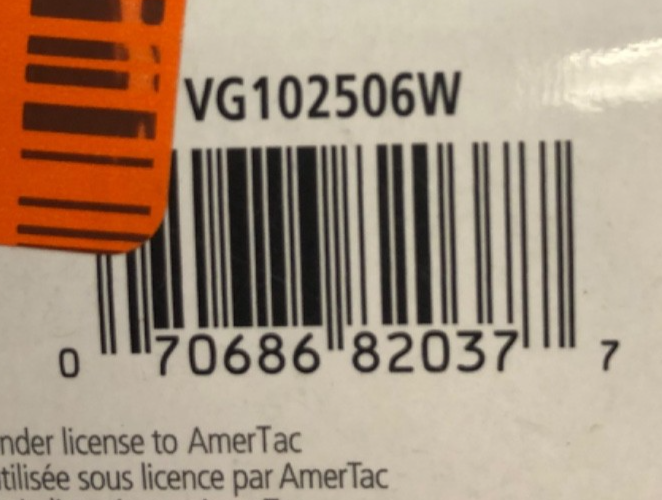 VG102506W
0 70686 82037 7
nder license to AmerTac
tilisée sous licence par AmerTac